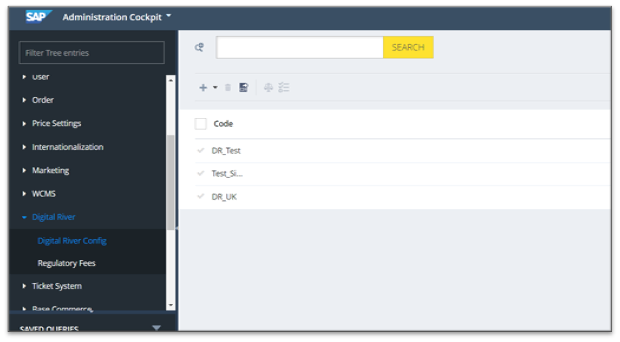 SAP Administration Cockpit
Filter Tree entries
SEARCH
User
Order
Price Settings
Internationalization
Marketing
WCMS
Digital River
Digital River Config
Regulatory Fees
Ticket System
Base Commerce
SAVED QUERIES
Code
DR_Test
Test_Si...
DR_UK